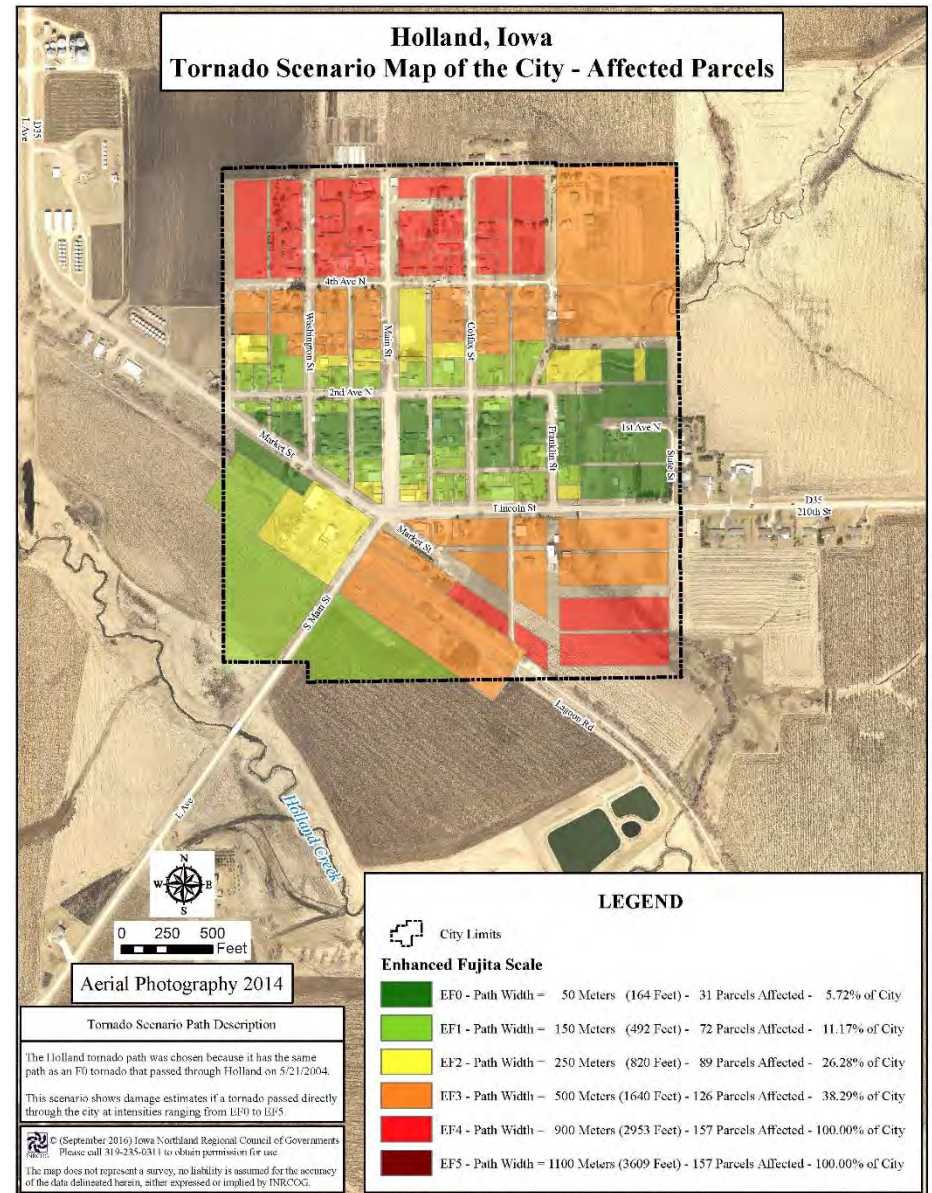 Holland, Iowa
Tornado Scenario Map of the City - Affected Parcels
D35
L Ave
4th Ave N
Washington St
Main St
Colfax St
2nd Ave N
Market St
Franklin St
1st Ave N
State St
Lincoln St
D35
210th St
Market St
S Main St
Lagoon Rd
L Ave
Holland Creek
N
W E
S
0 250 500
Feet
Aerial Photography 2014
Tornado Scenario Path Description
The Holland tornado path was chosen because it has the same
path as an F0 tornado that passed through Holland on 5/21/2004.
This scenario shows damage estimates if a tornado passed directly
through the city at intensities ranging from EF0 to EF5
INRCOG
© (September 2016) Iowa Northland Regional Council of Governments
Please call 319-235-0311 to obtain permission for use.
The map does not represent a survey, no liability is assumed for the accuracy
of the data delineated herein, either expressed or implied by INRCOG.
LEGEND
City Limits
Enhanced Fujita Scale
EF0 - Path Width = 50 Meters (164 Feet) - 31 Parcels Affected - 5.72% of City
EF1 - Path Width = 150 Meters (492 Feet) - 72 Parcels Affected - 11.17% of City
EF2 - Path Width = 250 Meters (820 Feet) - 89 Parcels Affected - 26.28% of City
EF3 - Path Width = 500 Meters (1640 Feet) - 126 Parcels Affected - 38.29% of City
EF4 - Path Width = 900 Meters (2953 Feet) - 157 Parcels Affected - 100.00% of City
EF5 - Path Width = 1100 Meters (3609 Feet) - 157 Parcels Affected - 100.00% of City